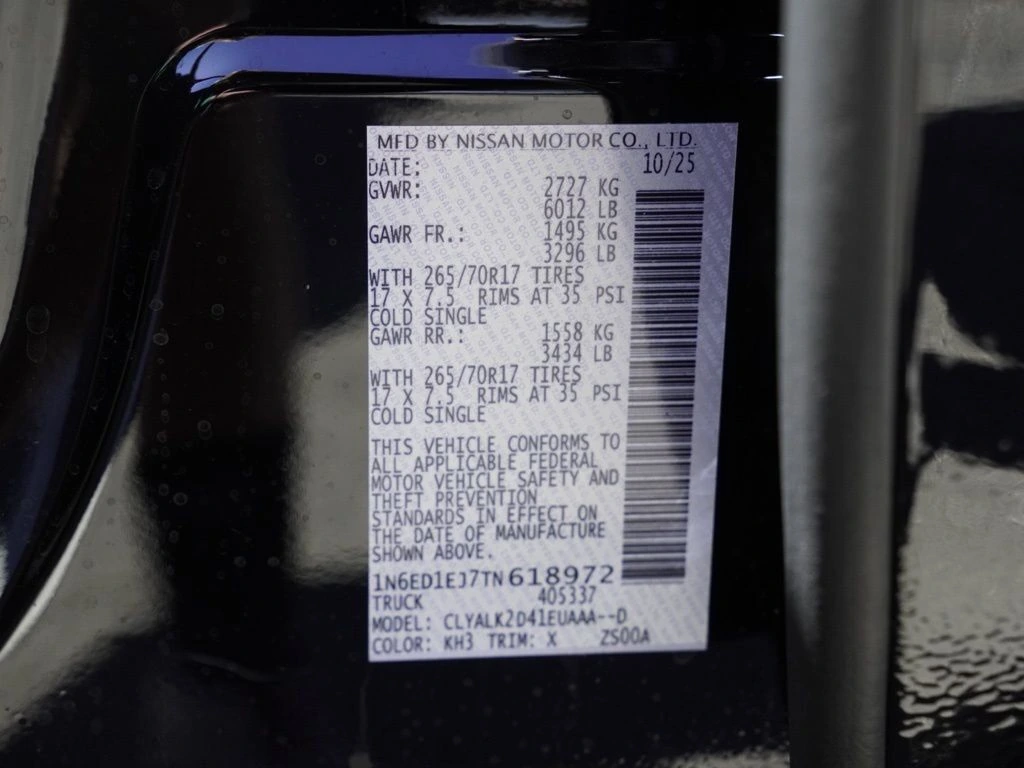 MFD BY NISSAN MOTOR CO., LTD.
DATE: 10/25
GVWR: 2727 KG
6012 LB
GAWR FR.: 1495 KG
3296 LB
WITH 265/70R17 TIRES
17 X 7.5 RIMS AT 35 PSI
COLD SINGLE
GAWR RR.: 1558 KG
3434 LB
WITH 265/70R17 TIRES
17 X 7.5 RIMS AT 35 PSI
COLD SINGLE
THIS VEHICLE CONFORMS TO
ALL APPLICABLE FEDERAL
MOTOR VEHICLE SAFETY AND
THEFT PREVENTION
STANDARDS IN EFFECT ON
THE DATE OF MANUFACTURE
SHOWN ABOVE.
1N6ED1EJ7TN618972
TRUCK 405337
MODEL: CLYALK2D41EUAAA--D
COLOR: KH3 TRIM: X ZS00A